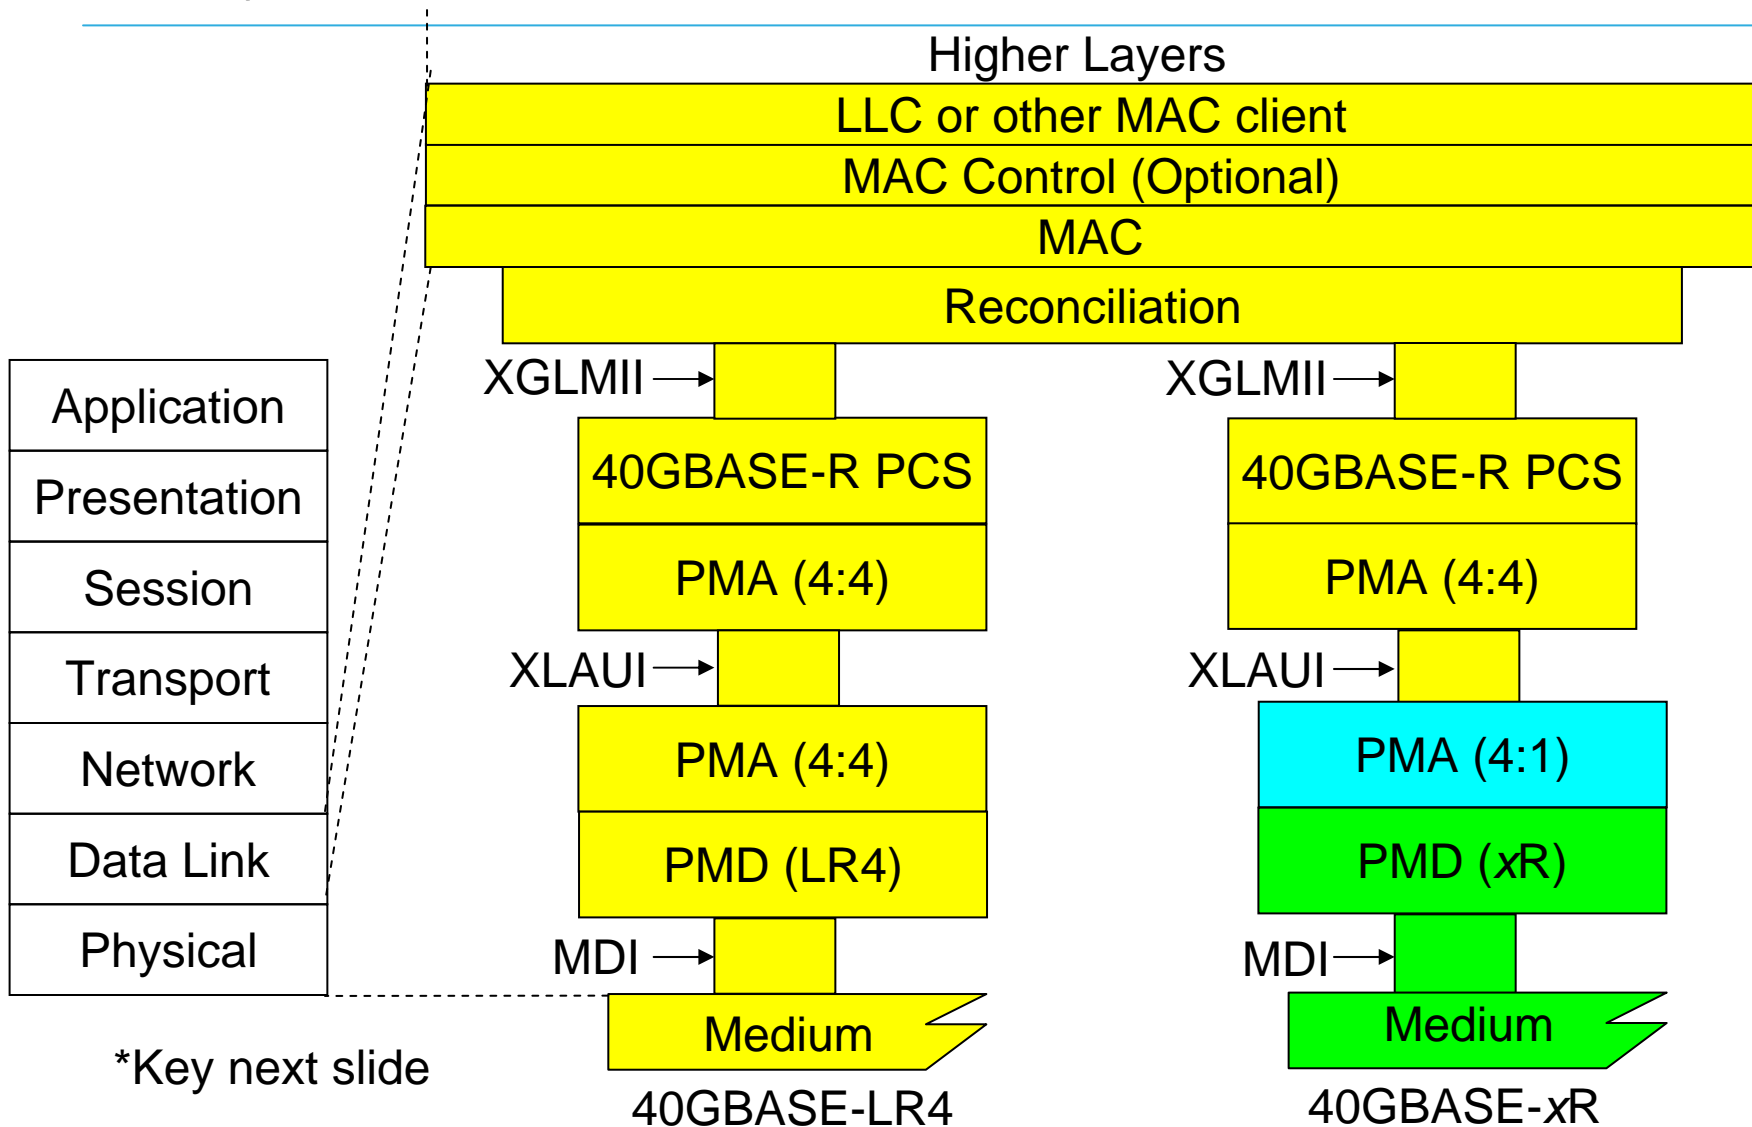 Higher Layers
LLC or other MAC client
MAC Control (Optional)
MAC
Reconciliation
Application
Presentation
Session
Transport
Network
Data Link
Physical
XGLMII
40GBASE-R PCS
PMA (4:4)
XLAUI
PMA (4:4)
PMD (LR4)
MDI
Medium
40GBASE-LR4
XGLMII
40GBASE-R PCS
PMA (4:4)
XLAUI
PMA (4:1)
PMD (xR)
MDI
Medium
40GBASE-xR
*Key next slide